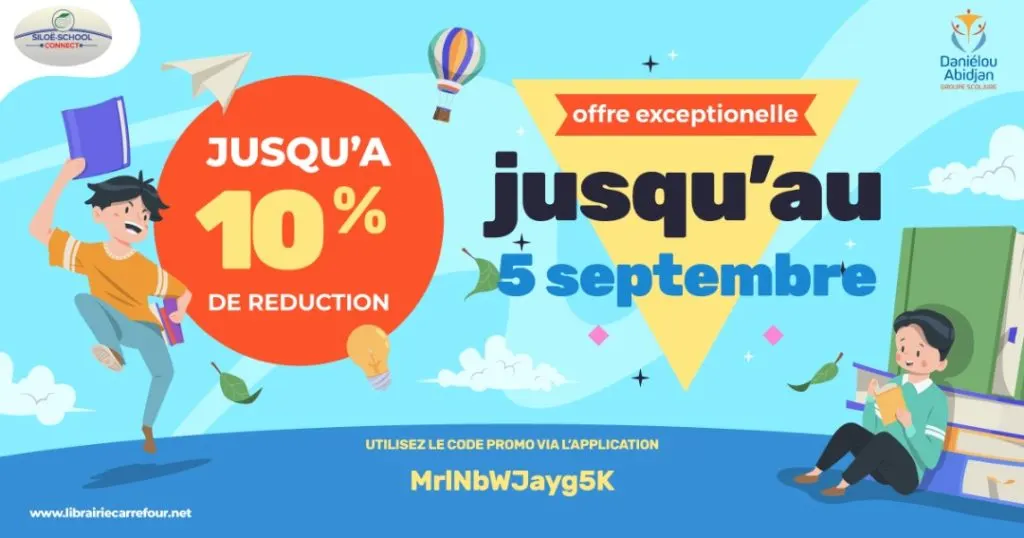 SILOË-SCHOOL
CONNECT
Daniélou
Abidjan
GROUPE SCOLAIRE
JUSQU'A
10%
DE REDUCTION
offre exceptionelle
jusqu'au
5 septembre
UTILISEZ LE CODE PROMO VIA L'APPLICATION
MrlNbWJayg5K
www.librairiecarrefour.net